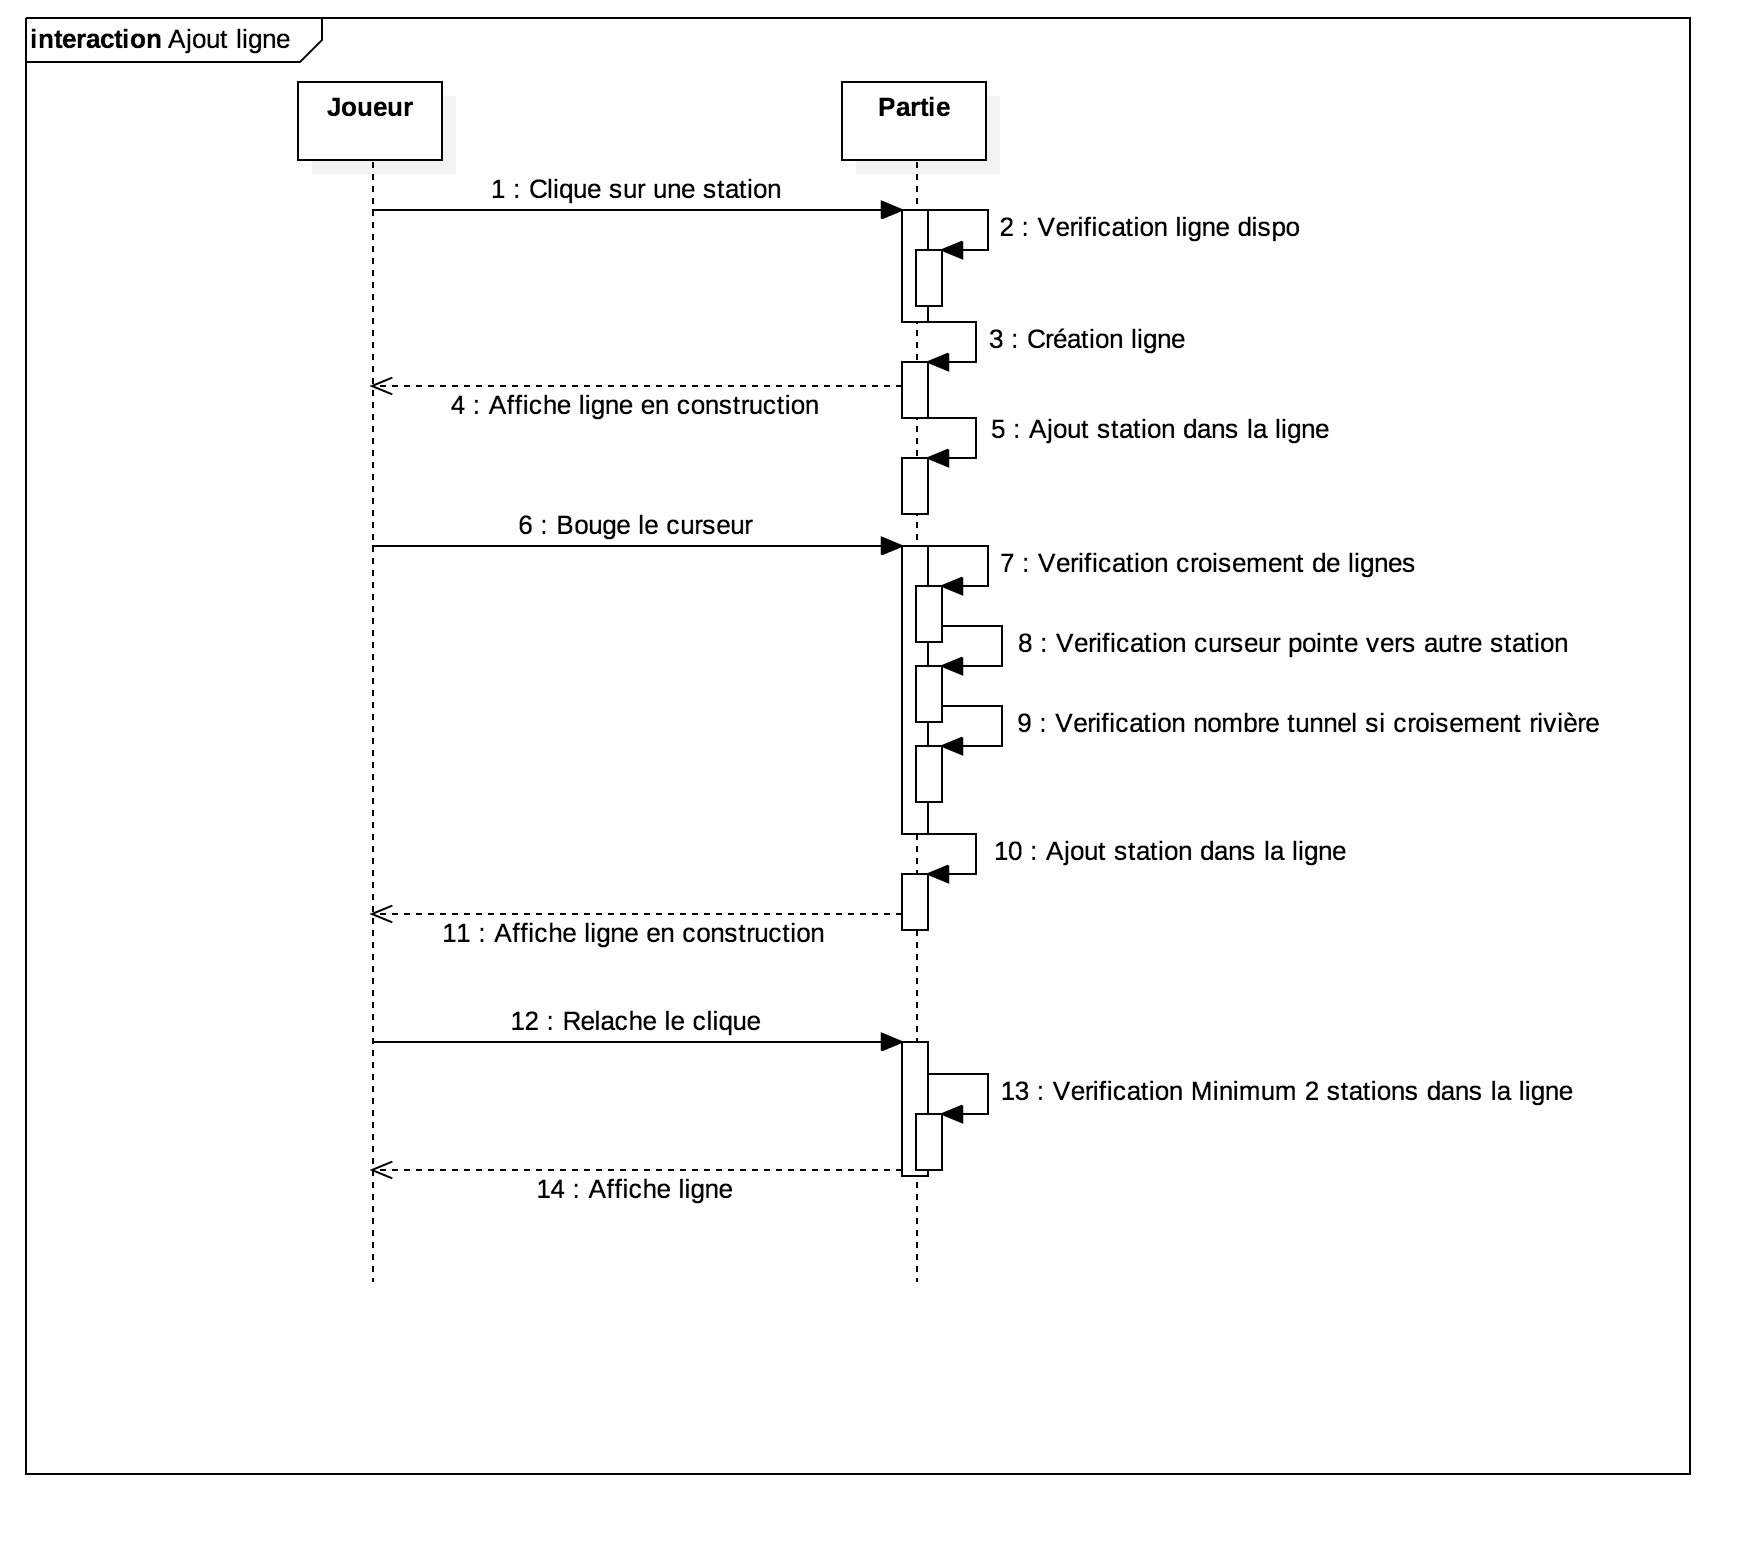 interaction Ajout ligne
Joueur
Partie
1 : Clique sur une station
2 : Verification ligne dispo
3 : Création ligne
4 : Affiche ligne en construction
5 : Ajout station dans la ligne
6 : Bouge le curseur
7 : Verification croisement de lignes
8 : Verification curseur pointe vers autre station
9 : Verification nombre tunnel si croisement rivière
10 : Ajout station dans la ligne
11 : Affiche ligne en construction
12 : Relache le clique
13 : Verification Minimum 2 stations dans la ligne
14 : Affiche ligne